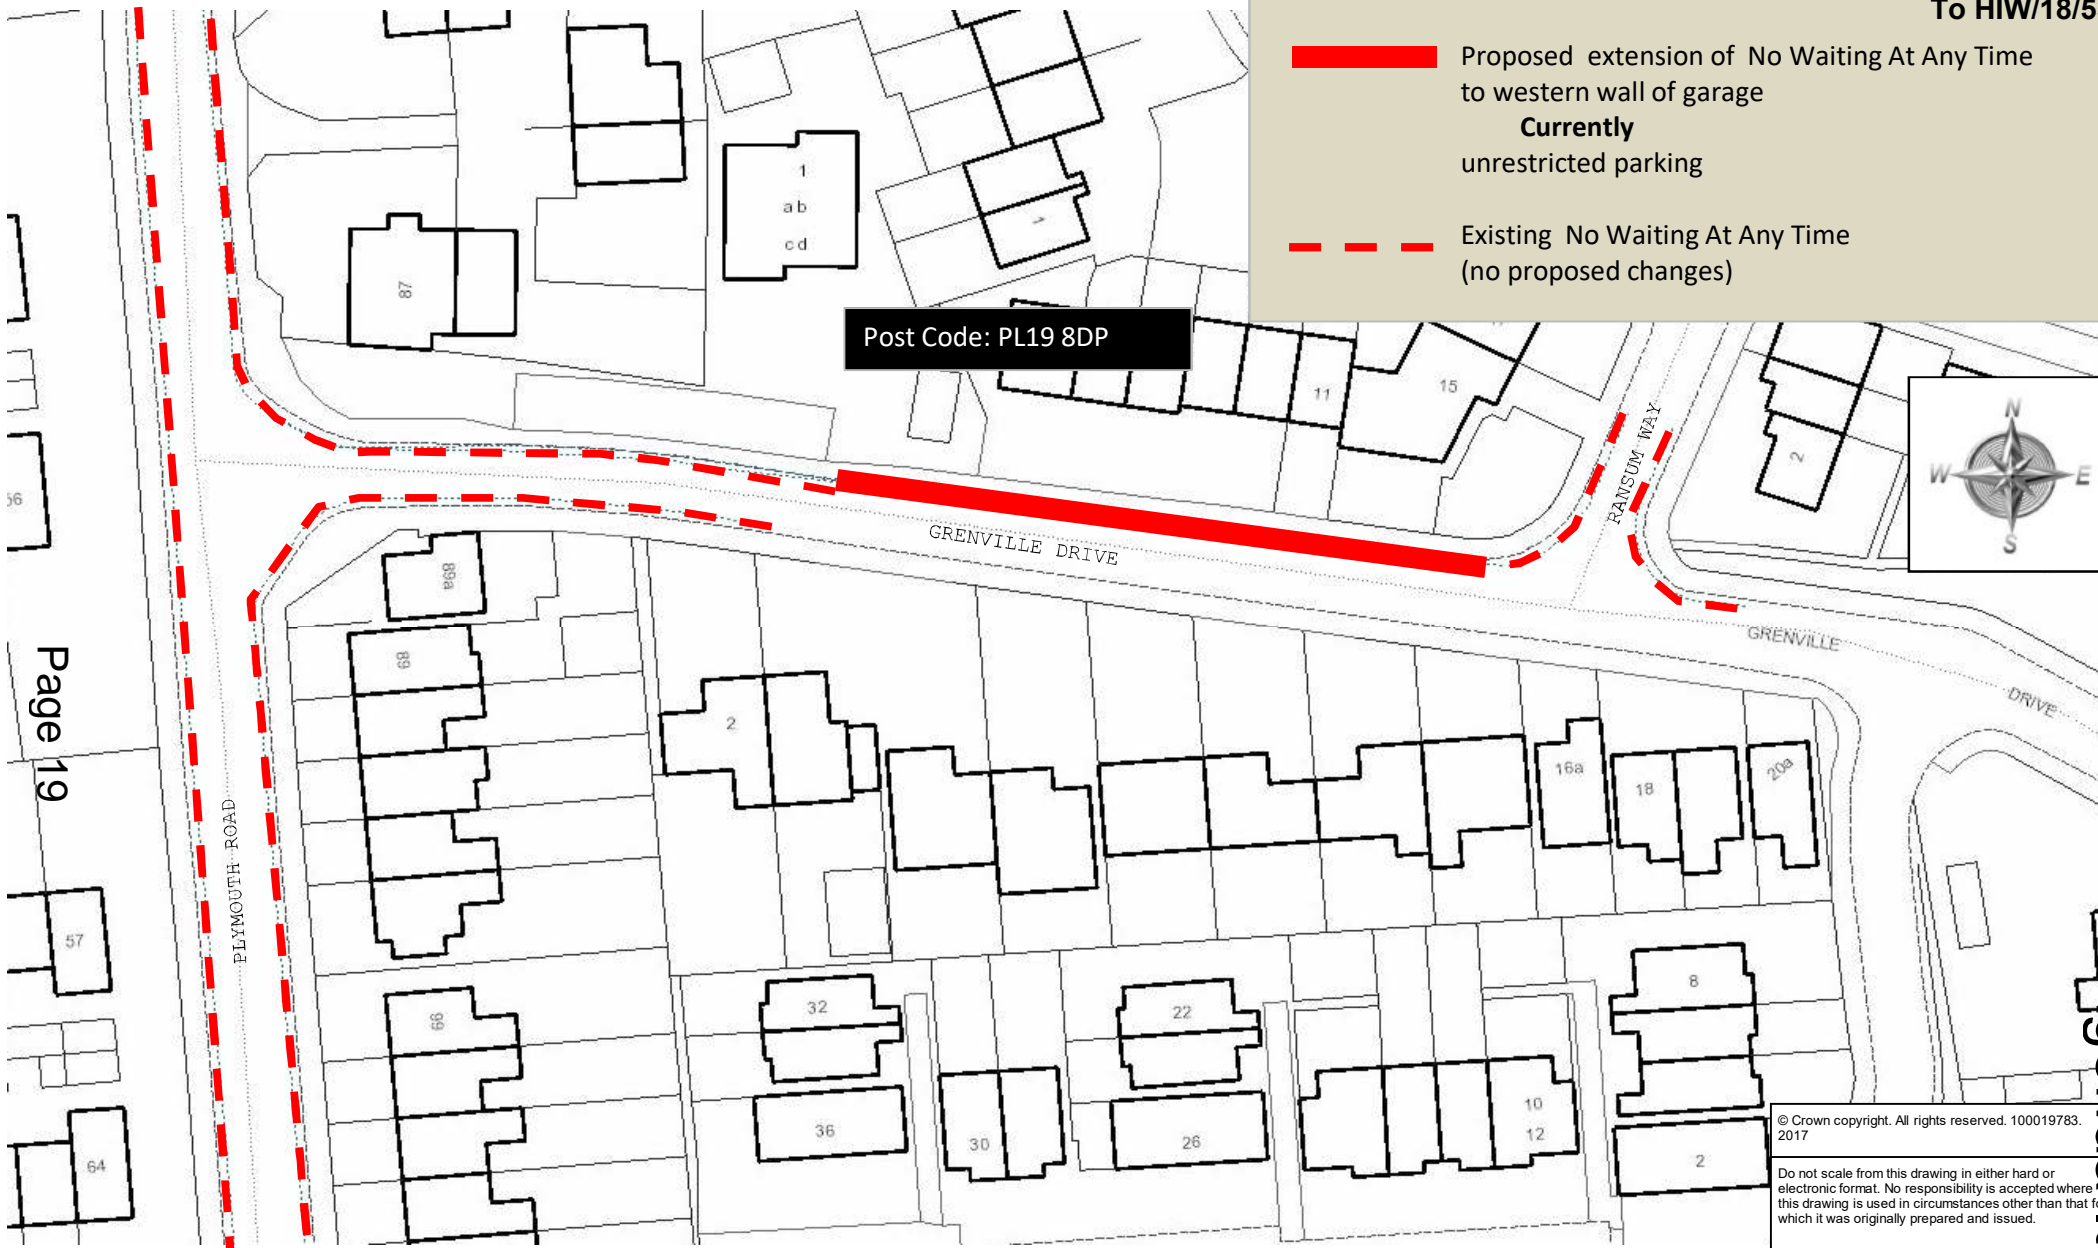 To HIW/18/5
Proposed extension of No Waiting At Any Time
to western wall of garage
Currently
unrestricted parking
Existing No Waiting At Any Time
(no proposed changes)
Post Code: PL19 8DP
1
ab
cd
1
87
11
15
RANSUM WAY
2
N
W
E
S
56
GRENVILLE DRIVE
89a
89
GRENVILLE
DRIVE
Page 19
2
16a
18
20a
PLYMOUTH ROAD
57
99
32
22
8
36
30
26
10
12
2
64
© Crown copyright. All rights reserved. 100019783.
2017
Do not scale from this drawing in either hard or
electronic format. No responsibility is accepted where
this drawing is used in circumstances other than that
which it was originally prepared and issued.